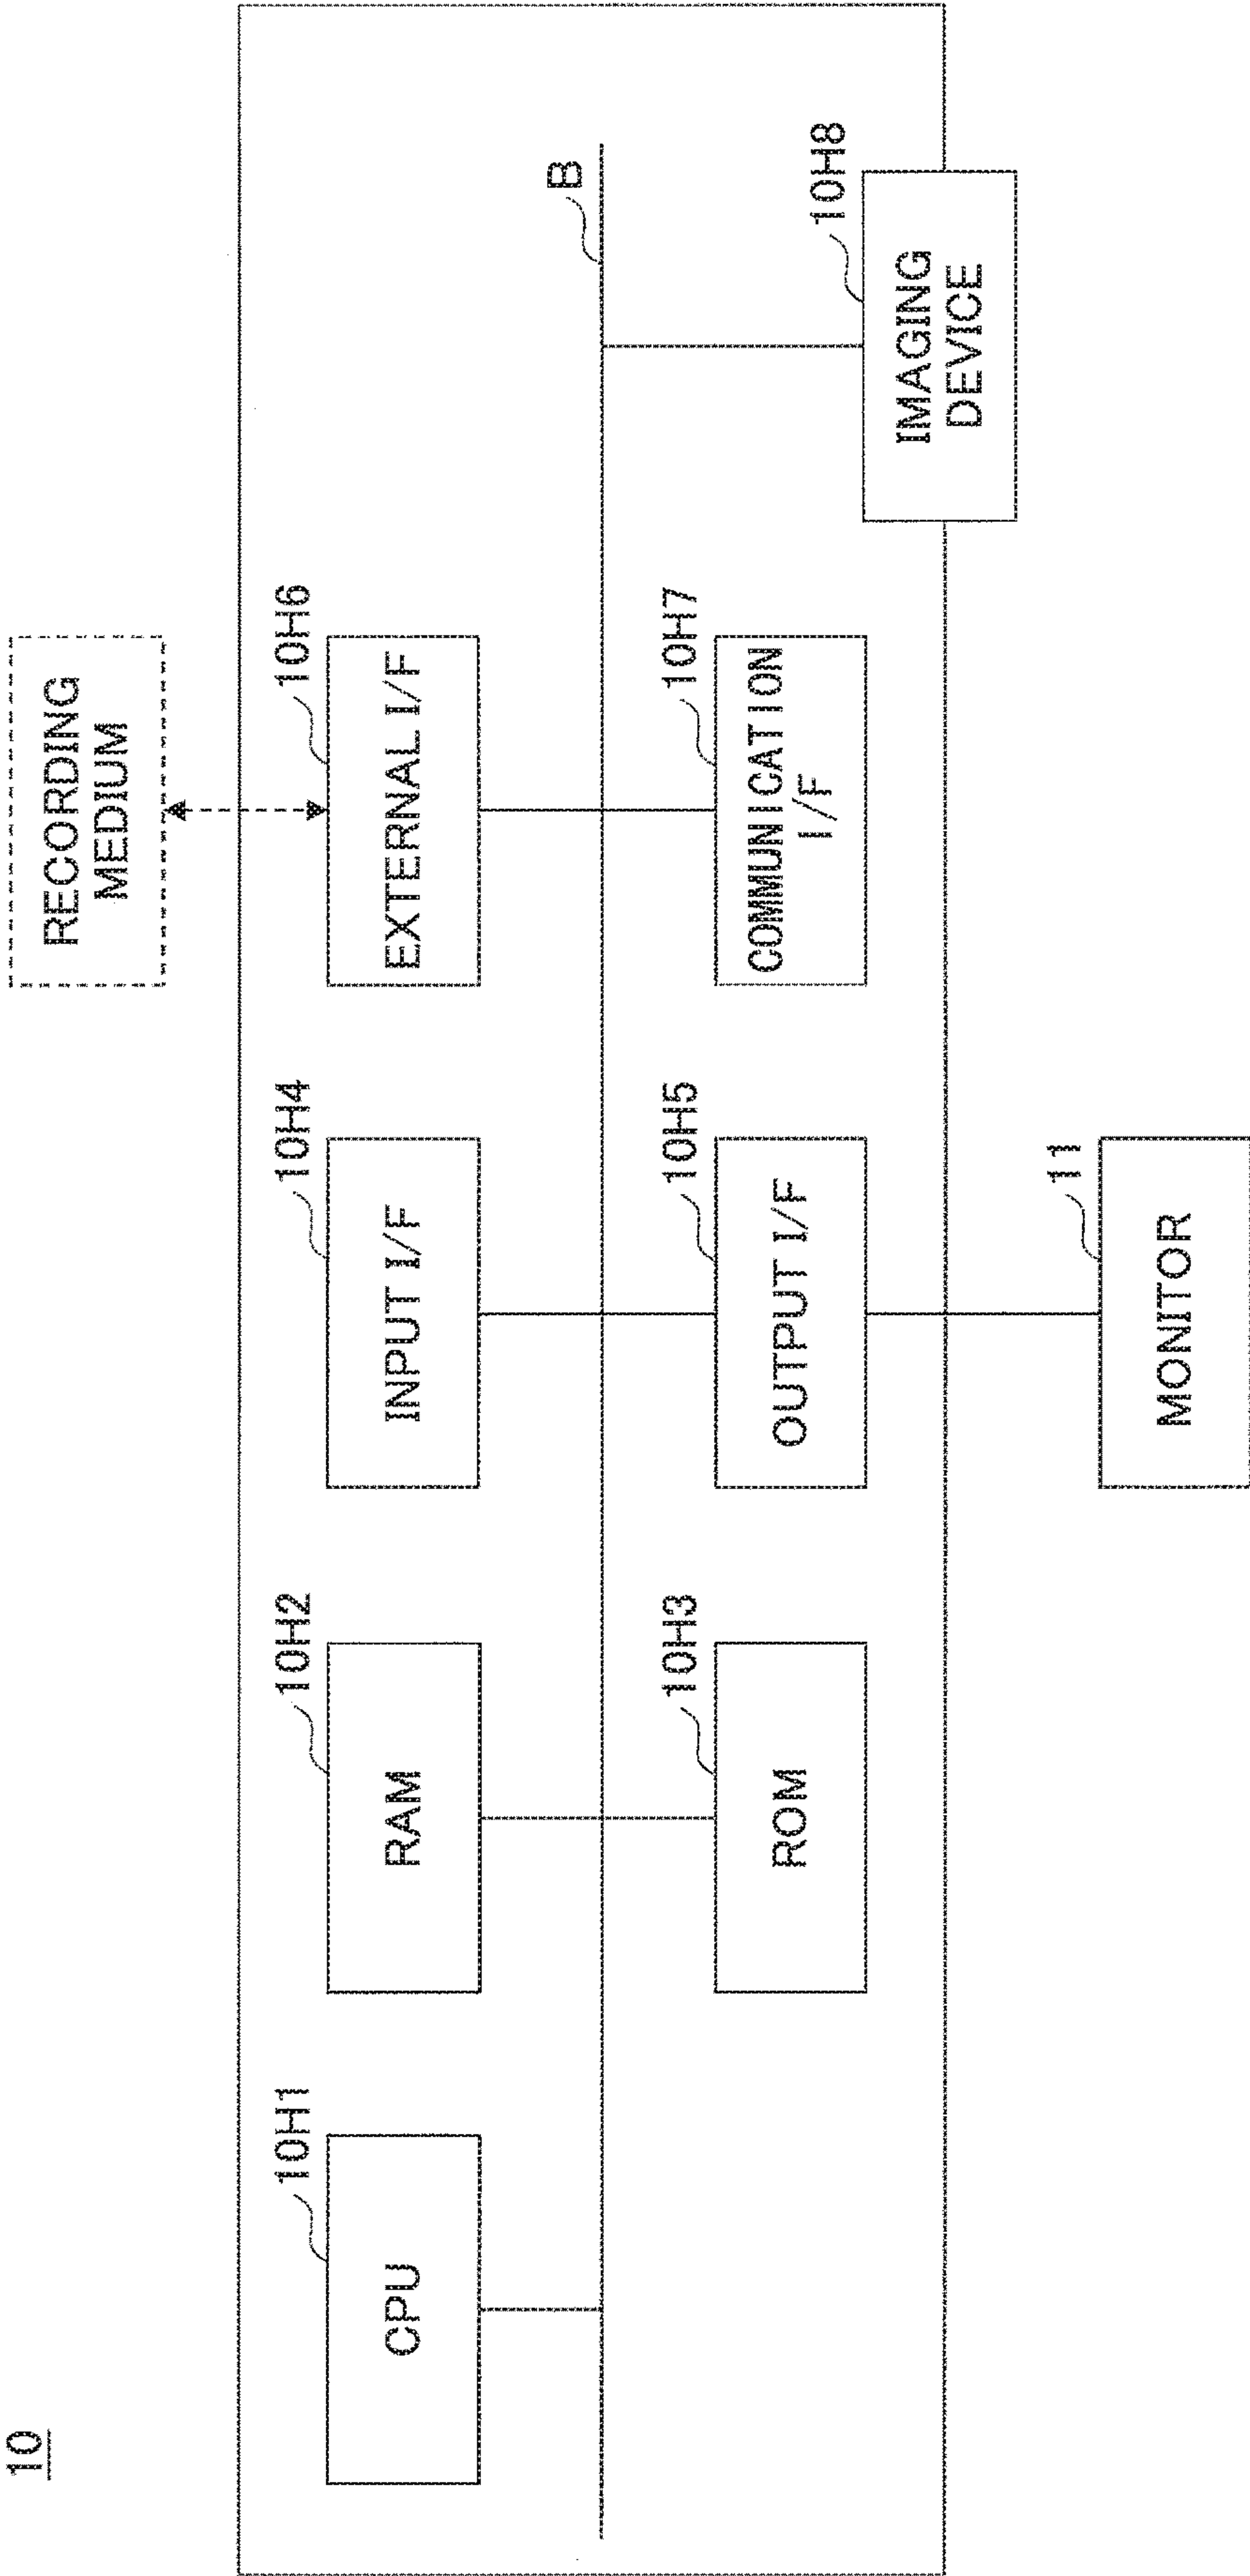 10
RECORDING
MEDIUM
10H1
CPU
10H2
RAM
10H4
INPUT I/F
10H6
EXTERNAL I/F
B
10H3
ROM
10H5
OUTPUT I/F
10H7
COMMUNICATION
I/F
10H8
IMAGING
DEVICE
11
MONITOR